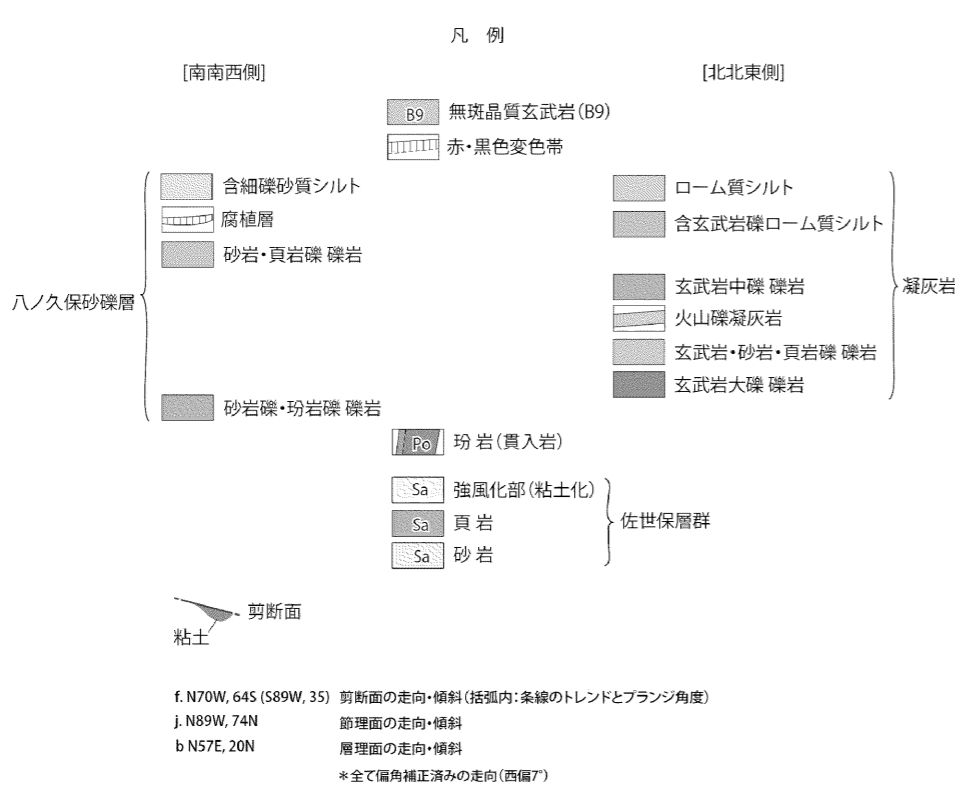 凡　例
[南南西側]
[北北東側]
B9 無斑晶質玄武岩（B9）
赤・黒色変色帯
八ノ久保砂礫層
含細礫砂質シルト
腐植層
砂岩・頁岩礫 礫岩
砂岩礫・玢岩礫 礫岩
ローム質シルト
含玄武岩礫ローム質シルト
玄武岩中礫 礫岩
火山礫凝灰岩
玄武岩・砂岩・頁岩礫 礫岩
玄武岩大礫 礫岩
凝灰岩
Po 玢 岩（貫入岩）
Sa 強風化部（粘土化）
Sa 頁 岩
Sa 砂 岩
佐世保層群
剪断面
粘土
f. N70W, 64S (S89W, 35) 剪断面の走向・傾斜（括弧内：条線のトレンドとプランジ角度）
j. N89W, 74N 節理面の走向・傾斜
b N57E, 20N 層理面の走向・傾斜
＊全て偏角補正済みの走向（西偏7°）